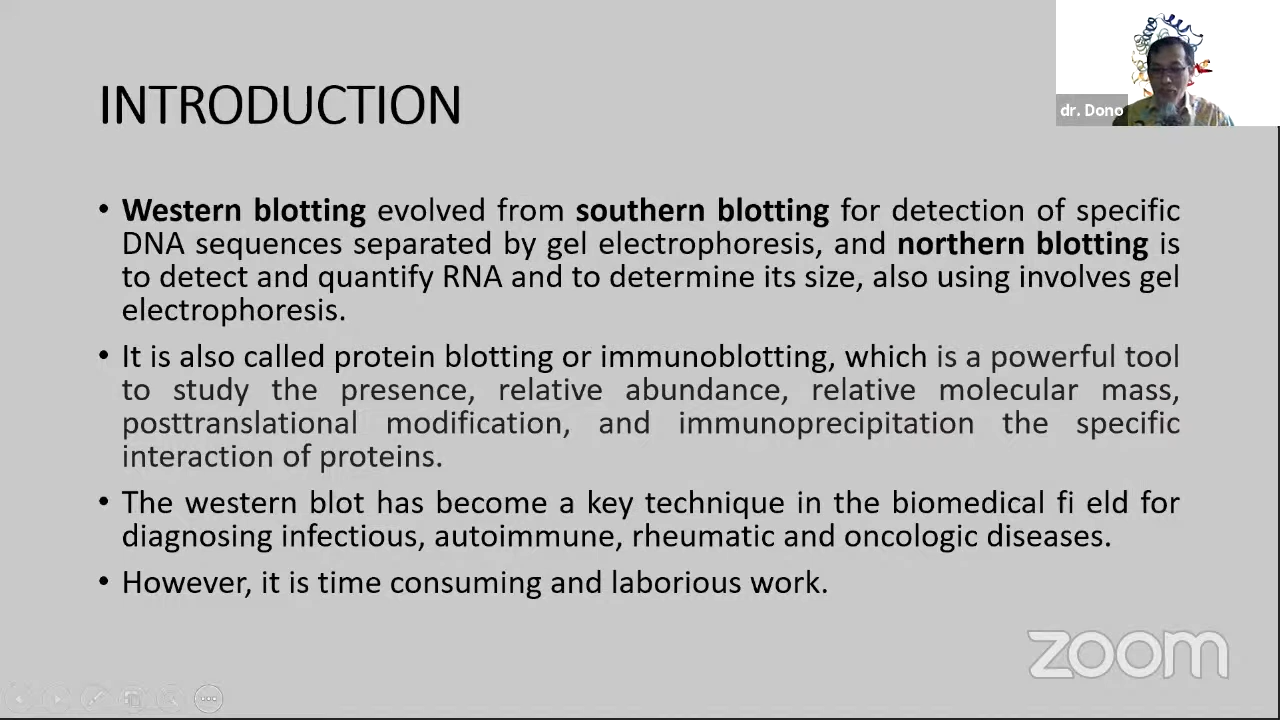 dr. Dono
INTRODUCTION
• Western blotting evolved from southern blotting for detection of specific
DNA sequences separated by gel electrophoresis, and northern blotting is
to detect and quantify RNA and to determine its size, also using involves gel
electrophoresis.
• It is also called protein blotting or immunoblotting, which is a powerful tool
to study the presence, relative abundance, relative molecular mass,
posttranslational modification, and immunoprecipitation the specific
interaction of proteins.
• The western blot has become a key technique in the biomedical fi eld for
diagnosing infectious, autoimmune, rheumatic and oncologic diseases.
• However, it is time consuming and laborious work.
zoom